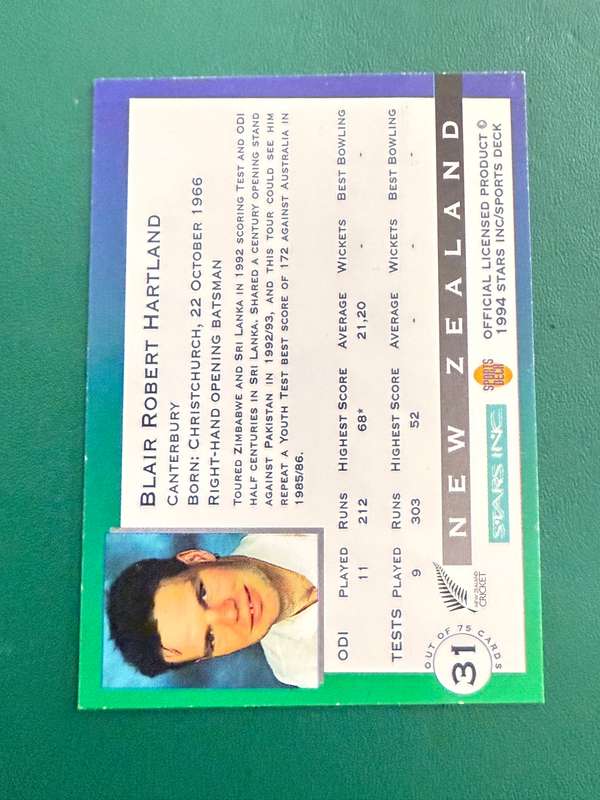 BLAIR ROBERT HARTLAND
CANTERBURY
BORN: CHRISTCHURCH, 22 OCTOBER 1966
RIGHT-HAND OPENING BATSMAN
TOURED ZIMBABWE AND SRI LANKA IN 1992 SCORING TEST AND ODI
HALF CENTURIES IN SRI LANKA. SHARED A CENTURY OPENING STAND
AGAINST PAKISTAN IN 1992/93, AND THIS TOUR COULD SEE HIM
REPEAT A YOUTH TEST BEST SCORE OF 172 AGAINST AUSTRALIA IN
1985/86.
ODI PLAYED RUNS HIGHEST SCORE AVERAGE WICKETS BEST BOWLING
11 212 68* 21,20 - -
TESTS PLAYED RUNS HIGHEST SCORE AVERAGE WICKETS BEST BOWLING
9 303 52 - - -
NEW ZEALAND
NEW ZEALAND
CRICKET
OUT OF 75 CARDS
31
STARS INC
SPORTS
DECK
OFFICIAL LICENSED PRODUCT ©
1994 STARS INC/SPORTS DECK